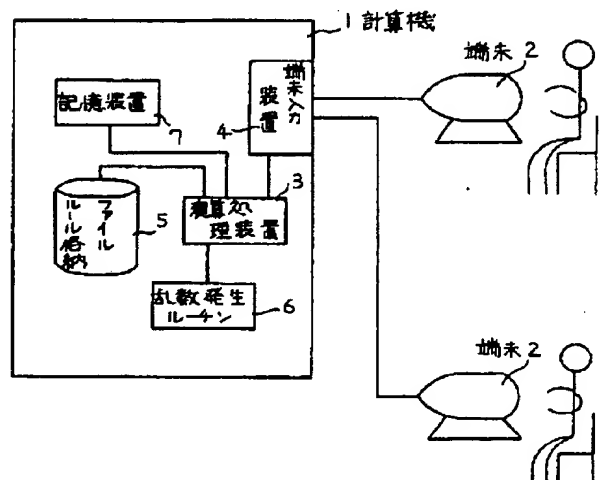 1 計算機
端末 2
端末入力
装置
4
記憶装置
7
3
演算処
理装置
ファイル
ルール格納
5
乱数発生
ルーチン
6
端末 2